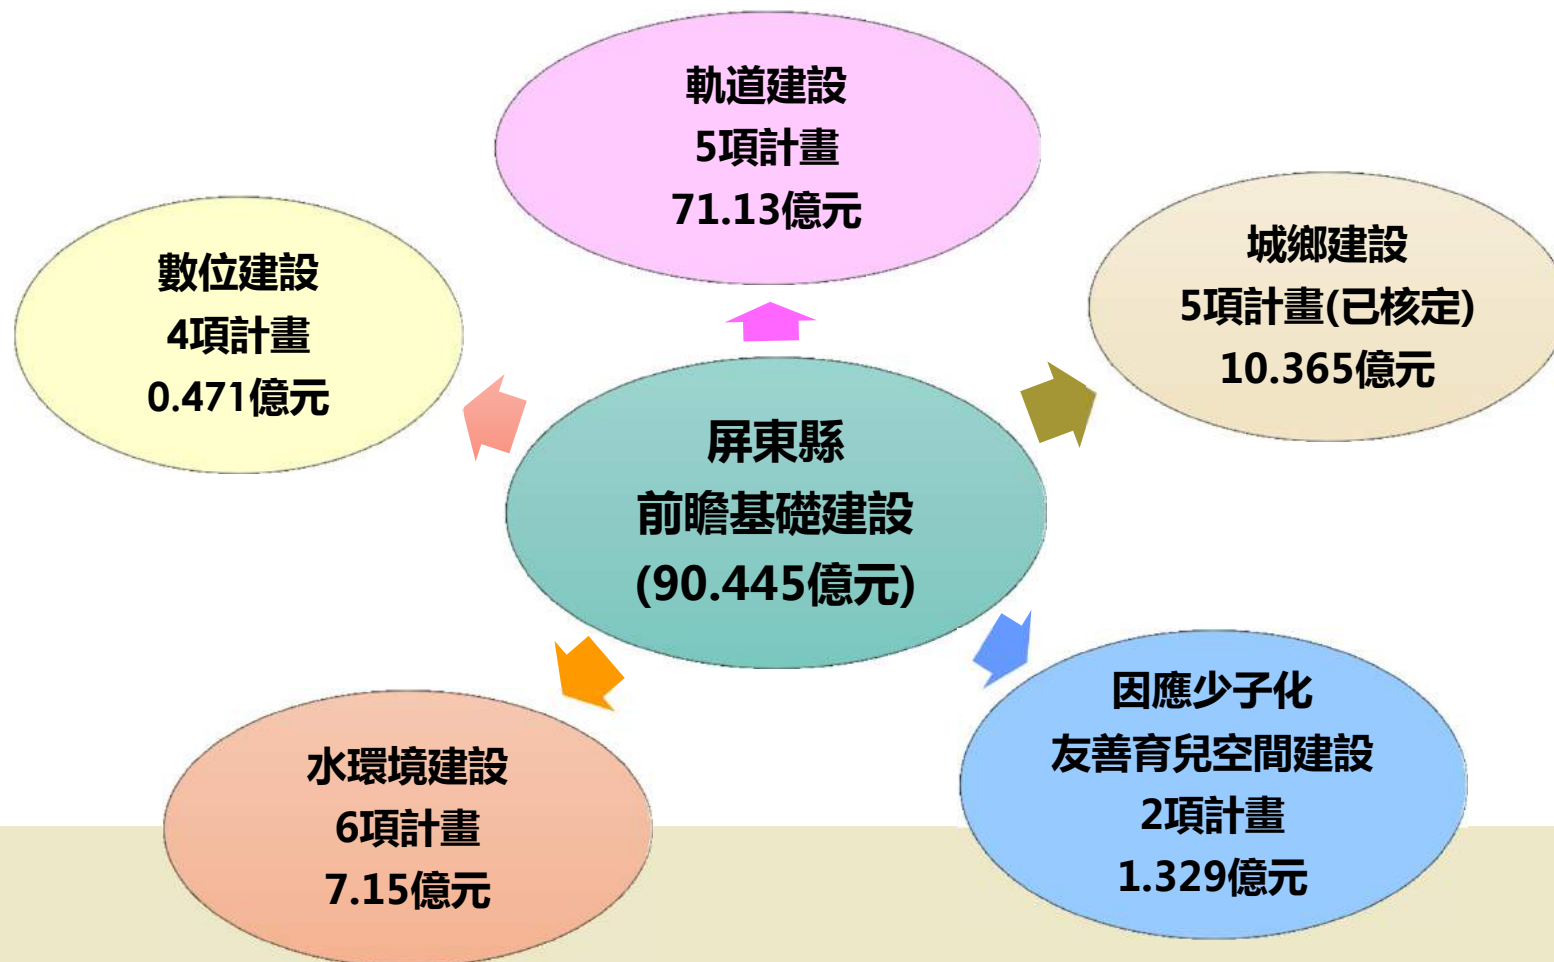 軌道建設
5項計畫
71.13億元
數位建設
4項計畫
0.471億元
城鄉建設
5項計畫(已核定)
10.365億元
屏東縣
前瞻基礎建設
(90.445億元)
水環境建設
6項計畫
7.15億元
因應少子化
友善育兒空間建設
2項計畫
1.329億元